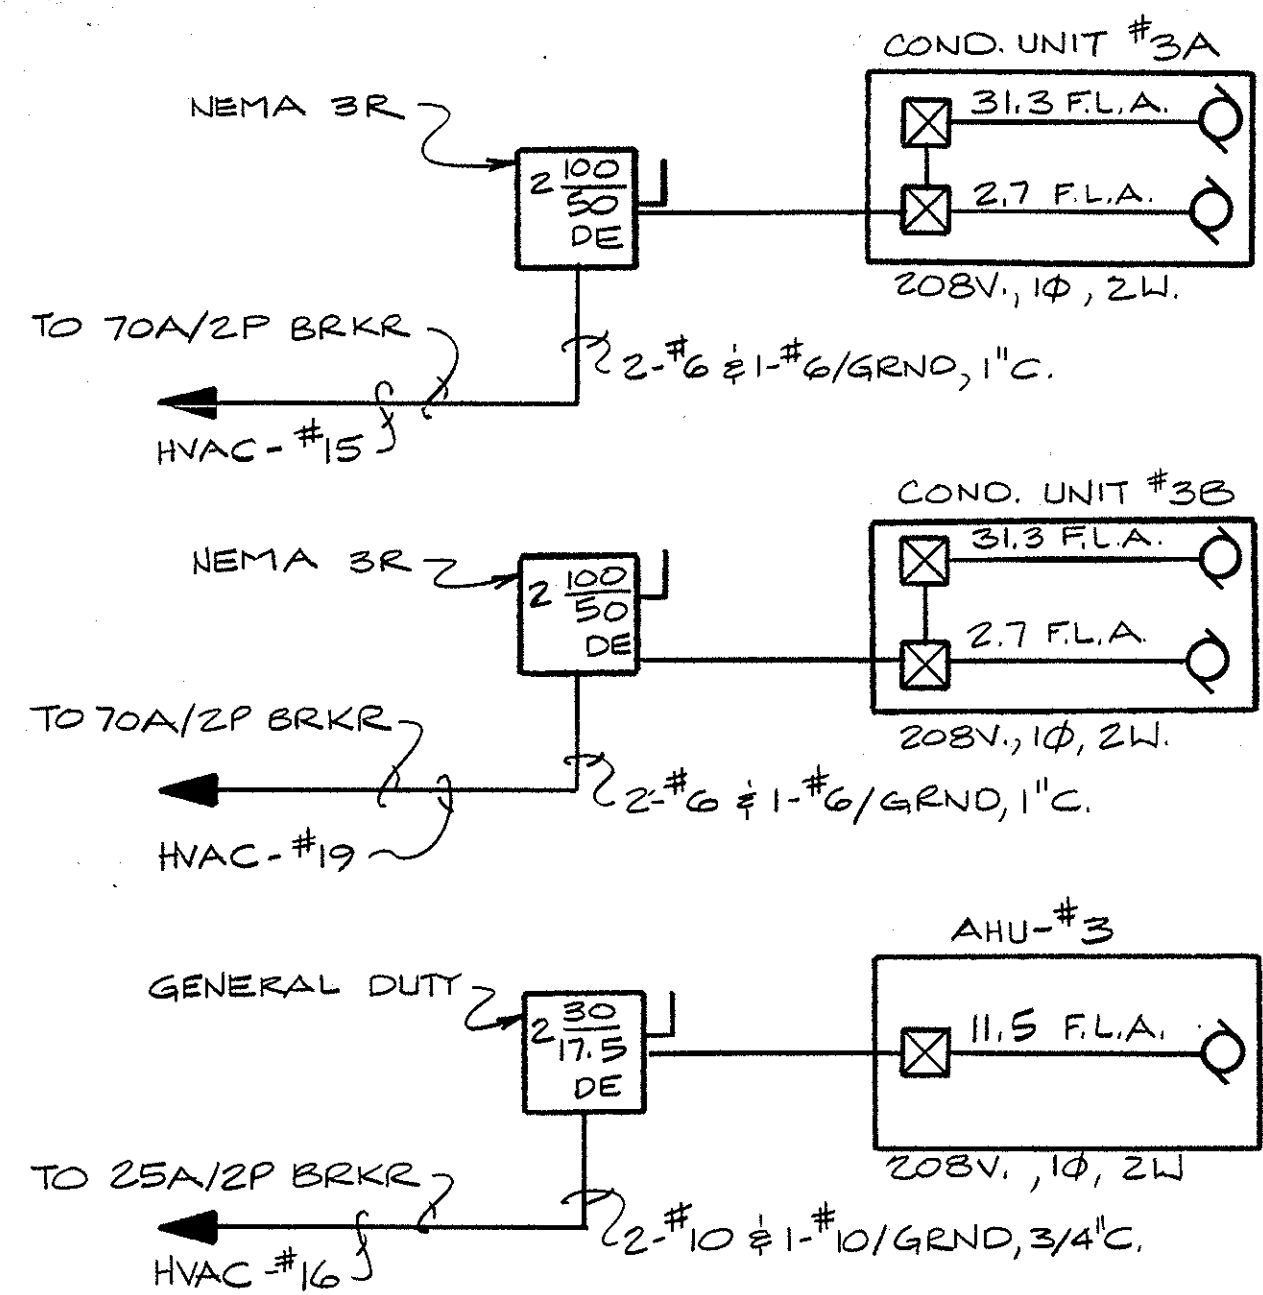 COND. UNIT #3A
NEMA 3R
31.3 F.L.A.
2 100/50
DE
2.7 F.L.A.
208V., 1Ø, 2W.
TO 70A/2P BRKR
2-#6 & 1-#6/GRND, 1"C.
HVAC-#15
COND. UNIT #3B
NEMA 3R
31.3 F.L.A.
2 100/50
DE
2.7 F.L.A.
TO 70A/2P BRKR
208V., 1Ø, 2W.
2-#6 & 1-#6/GRND, 1"C.
HVAC-#19
AHU-#3
GENERAL DUTY
2 30/17.5
DE
11.5 F.L.A.
TO 25A/2P BRKR
208V., 1Ø, 2W
2-#10 & 1-#10/GRND, 3/4"C.
HVAC-#16